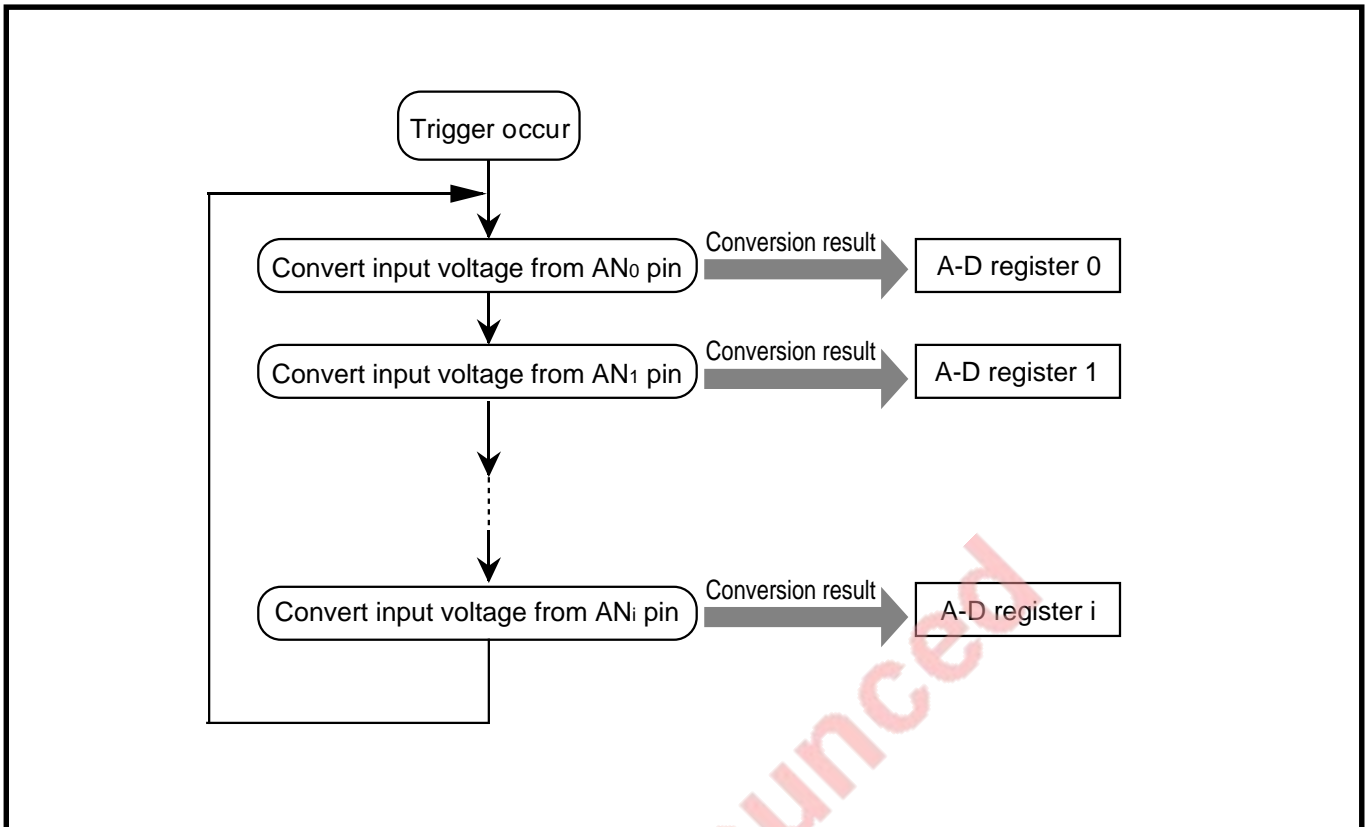 Trigger occur
Convert input voltage from AN0 pin
Conversion result
A-D register 0
Convert input voltage from AN1 pin
Conversion result
A-D register 1
Convert input voltage from ANi pin
Conversion result
A-D register i